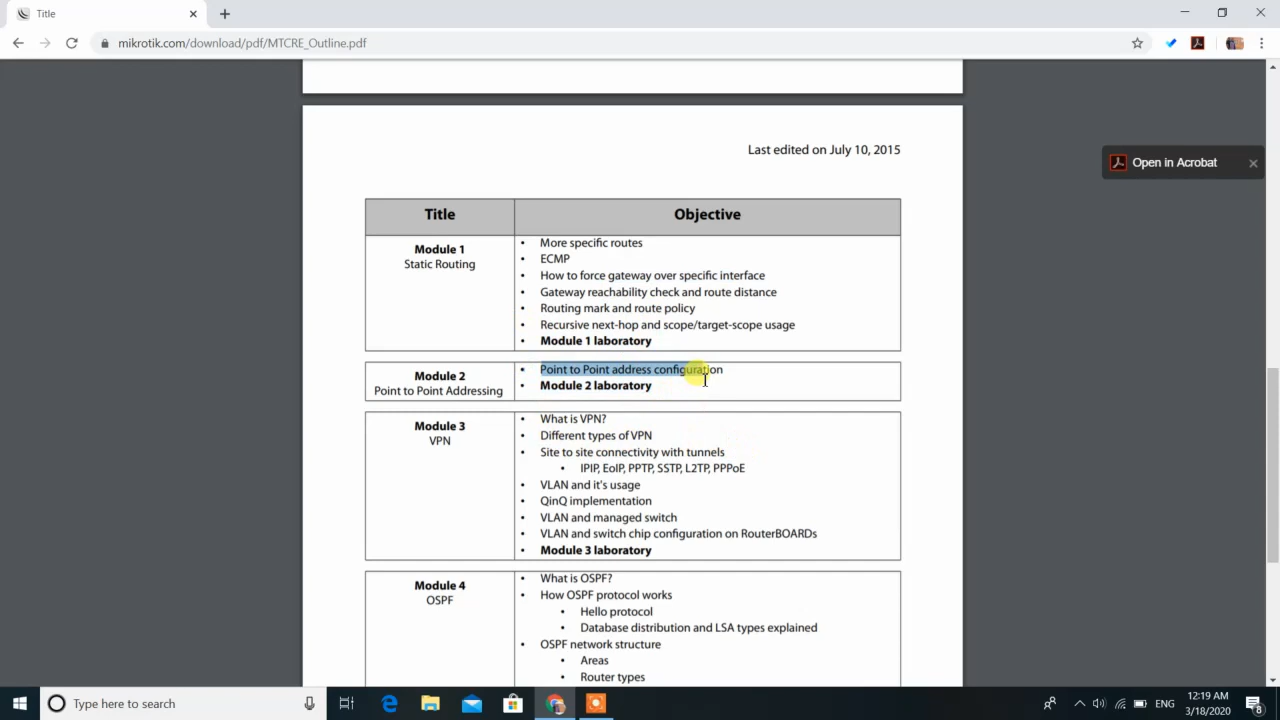 Title
mikrotik.com/download/pdf/MTCRE_Outline.pdf
Open in Acrobat
Last edited on July 10, 2015
Title
Objective
Module 1
Static Routing
• More specific routes
• ECMP
• How to force gateway over specific interface
• Gateway reachability check and route distance
• Routing mark and route policy
• Recursive next-hop and scope/target-scope usage
• Module 1 laboratory
Module 2
Point to Point Addressing
• Point to Point address configuration
• Module 2 laboratory
Module 3
VPN
• What is VPN?
• Different types of VPN
• Site to site connectivity with tunnels
• IPIP, EoIP, PPTP, SSTP, L2TP, PPPoE
• VLAN and it's usage
• QinQ implementation
• VLAN and managed switch
• VLAN and switch chip configuration on RouterBOARDs
• Module 3 laboratory
Module 4
OSPF
• What is OSPF?
• How OSPF protocol works
• Hello protocol
• Database distribution and LSA types explained
• OSPF network structure
• Areas
• Router types
Type here to search
ENG
12:19 AM
3/18/2020
8